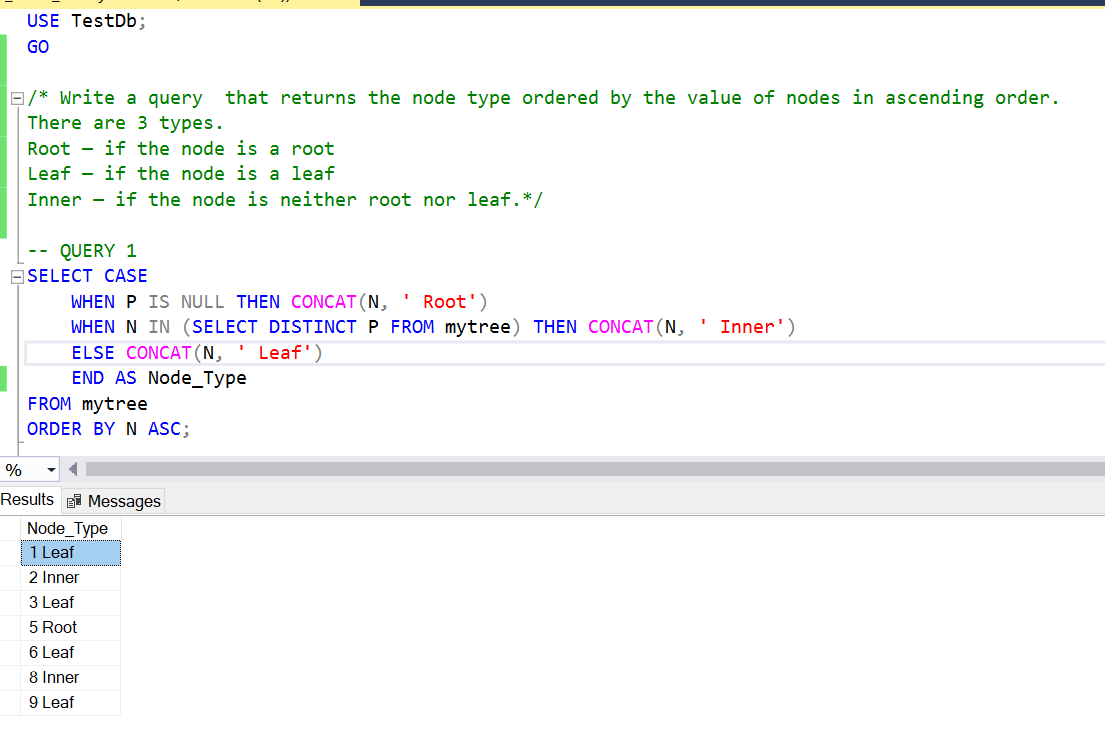 USE TestDb;
GO
/* Write a query  that returns the node type ordered by the value of nodes in ascending order.
There are 3 types.
Root – if the node is a root
Leaf – if the node is a leaf
Inner – if the node is neither root nor leaf.*/
-- QUERY 1
SELECT CASE
    WHEN P IS NULL THEN CONCAT(N, ' Root')
    WHEN N IN (SELECT DISTINCT P FROM mytree) THEN CONCAT(N, ' Inner')
    ELSE CONCAT(N, ' Leaf')
    END AS Node_Type
FROM mytree
ORDER BY N ASC;
%
Results Messages
Node_Type
1 Leaf
2 Inner
3 Leaf
5 Root
6 Leaf
8 Inner
9 Leaf